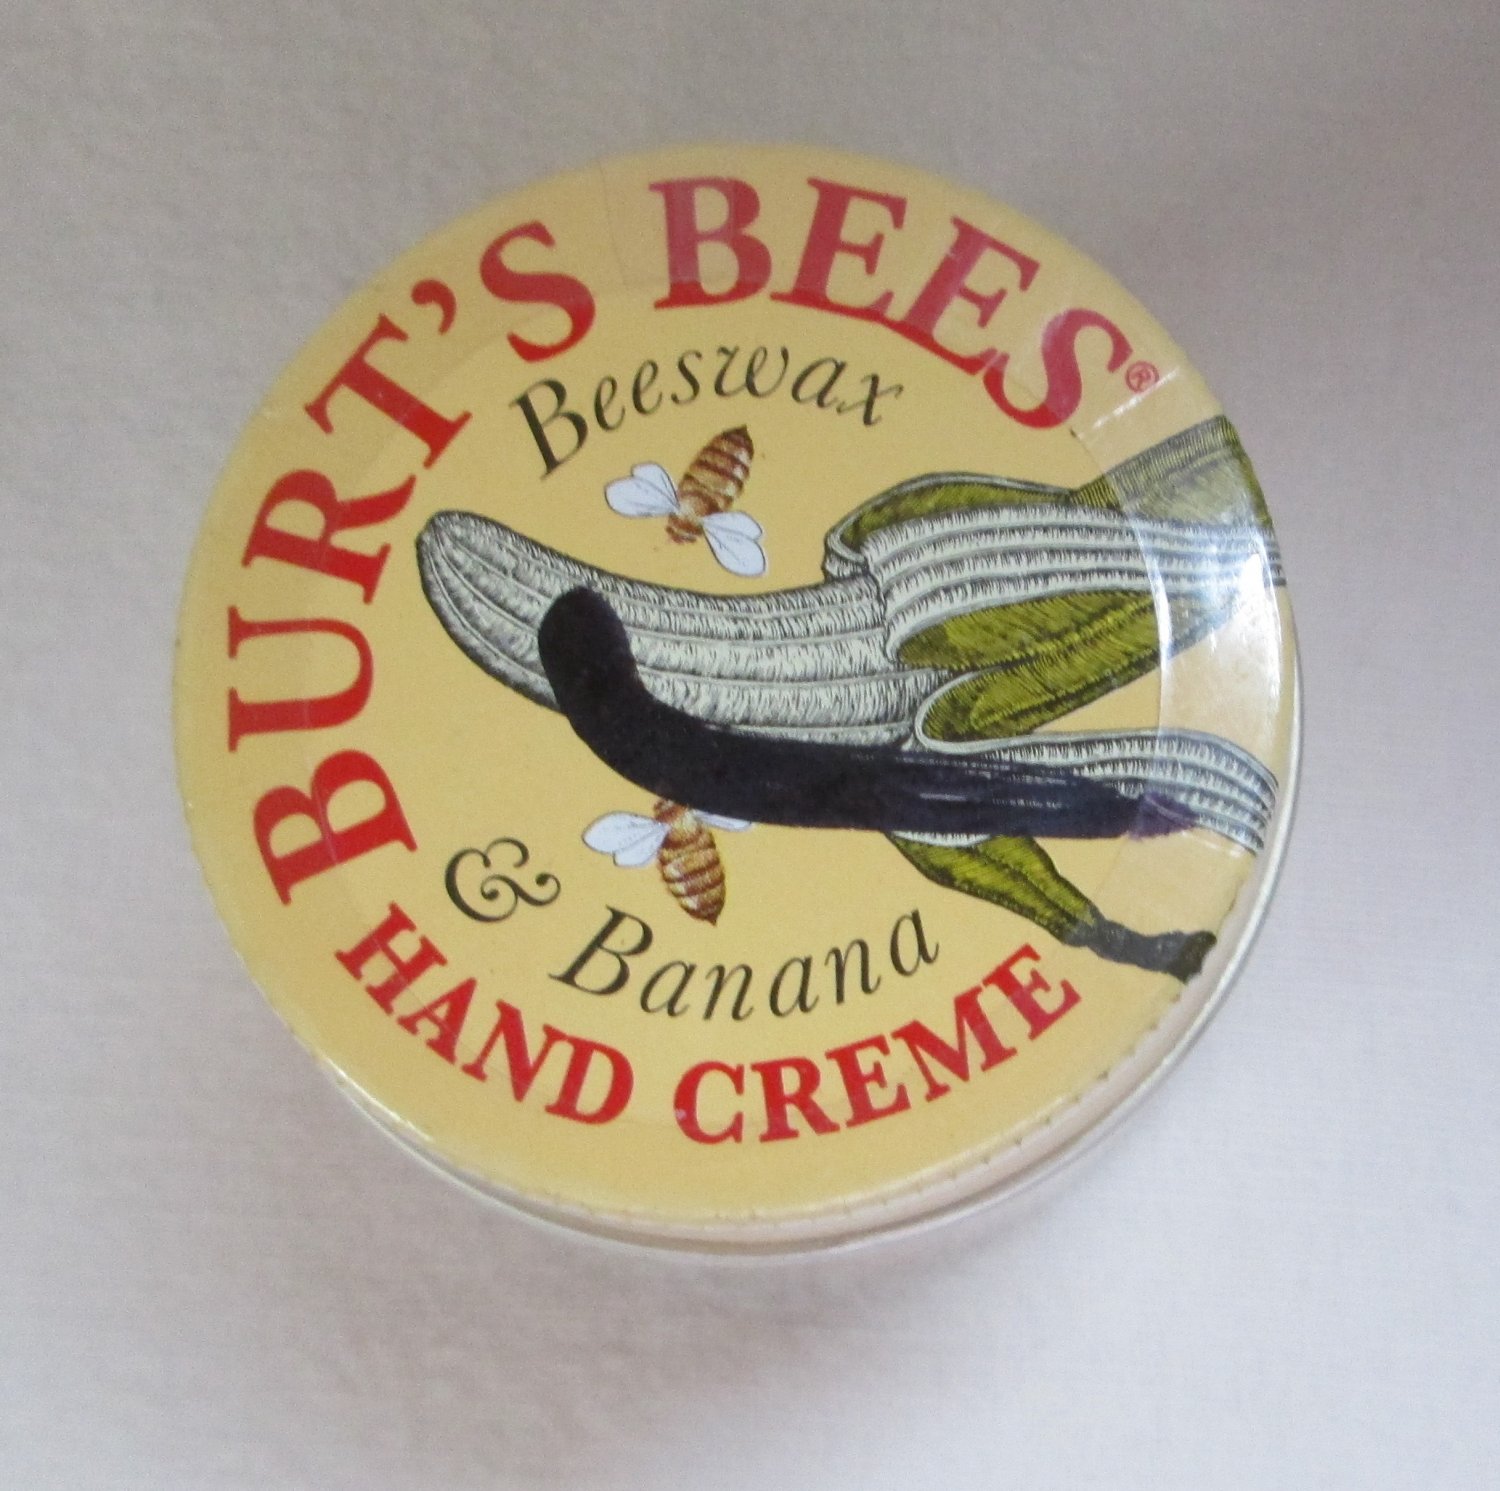 BURT'S BEES®
Beeswax
& Banana
HAND CREME